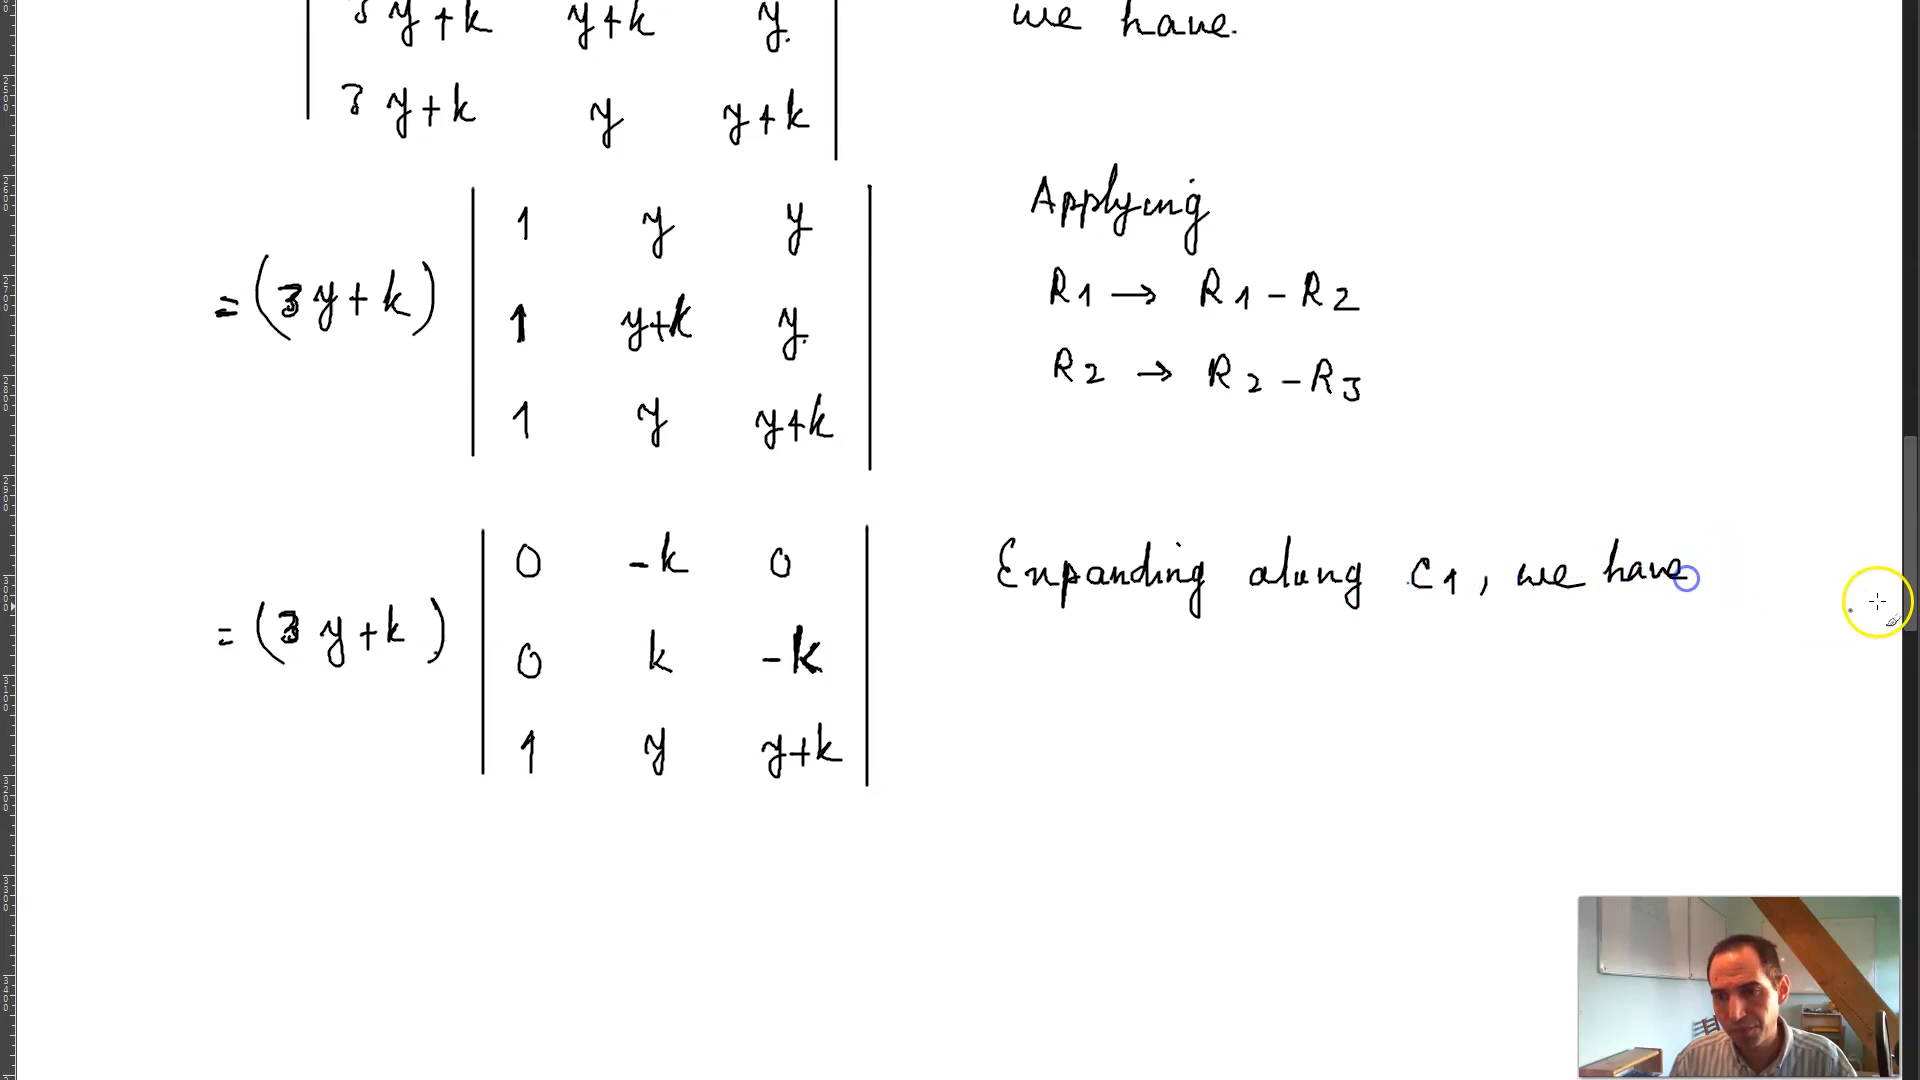 3y+k y+k y
we have.
3y+k y y+k
Applying
1 y y
R1 → R1 - R2
= (3y+k) 1 y+k y
R2 → R2 - R3
1 y y+k
0 -k 0
Expanding along C1, we have
= (3y+k) 0 k -k
1 y y+k